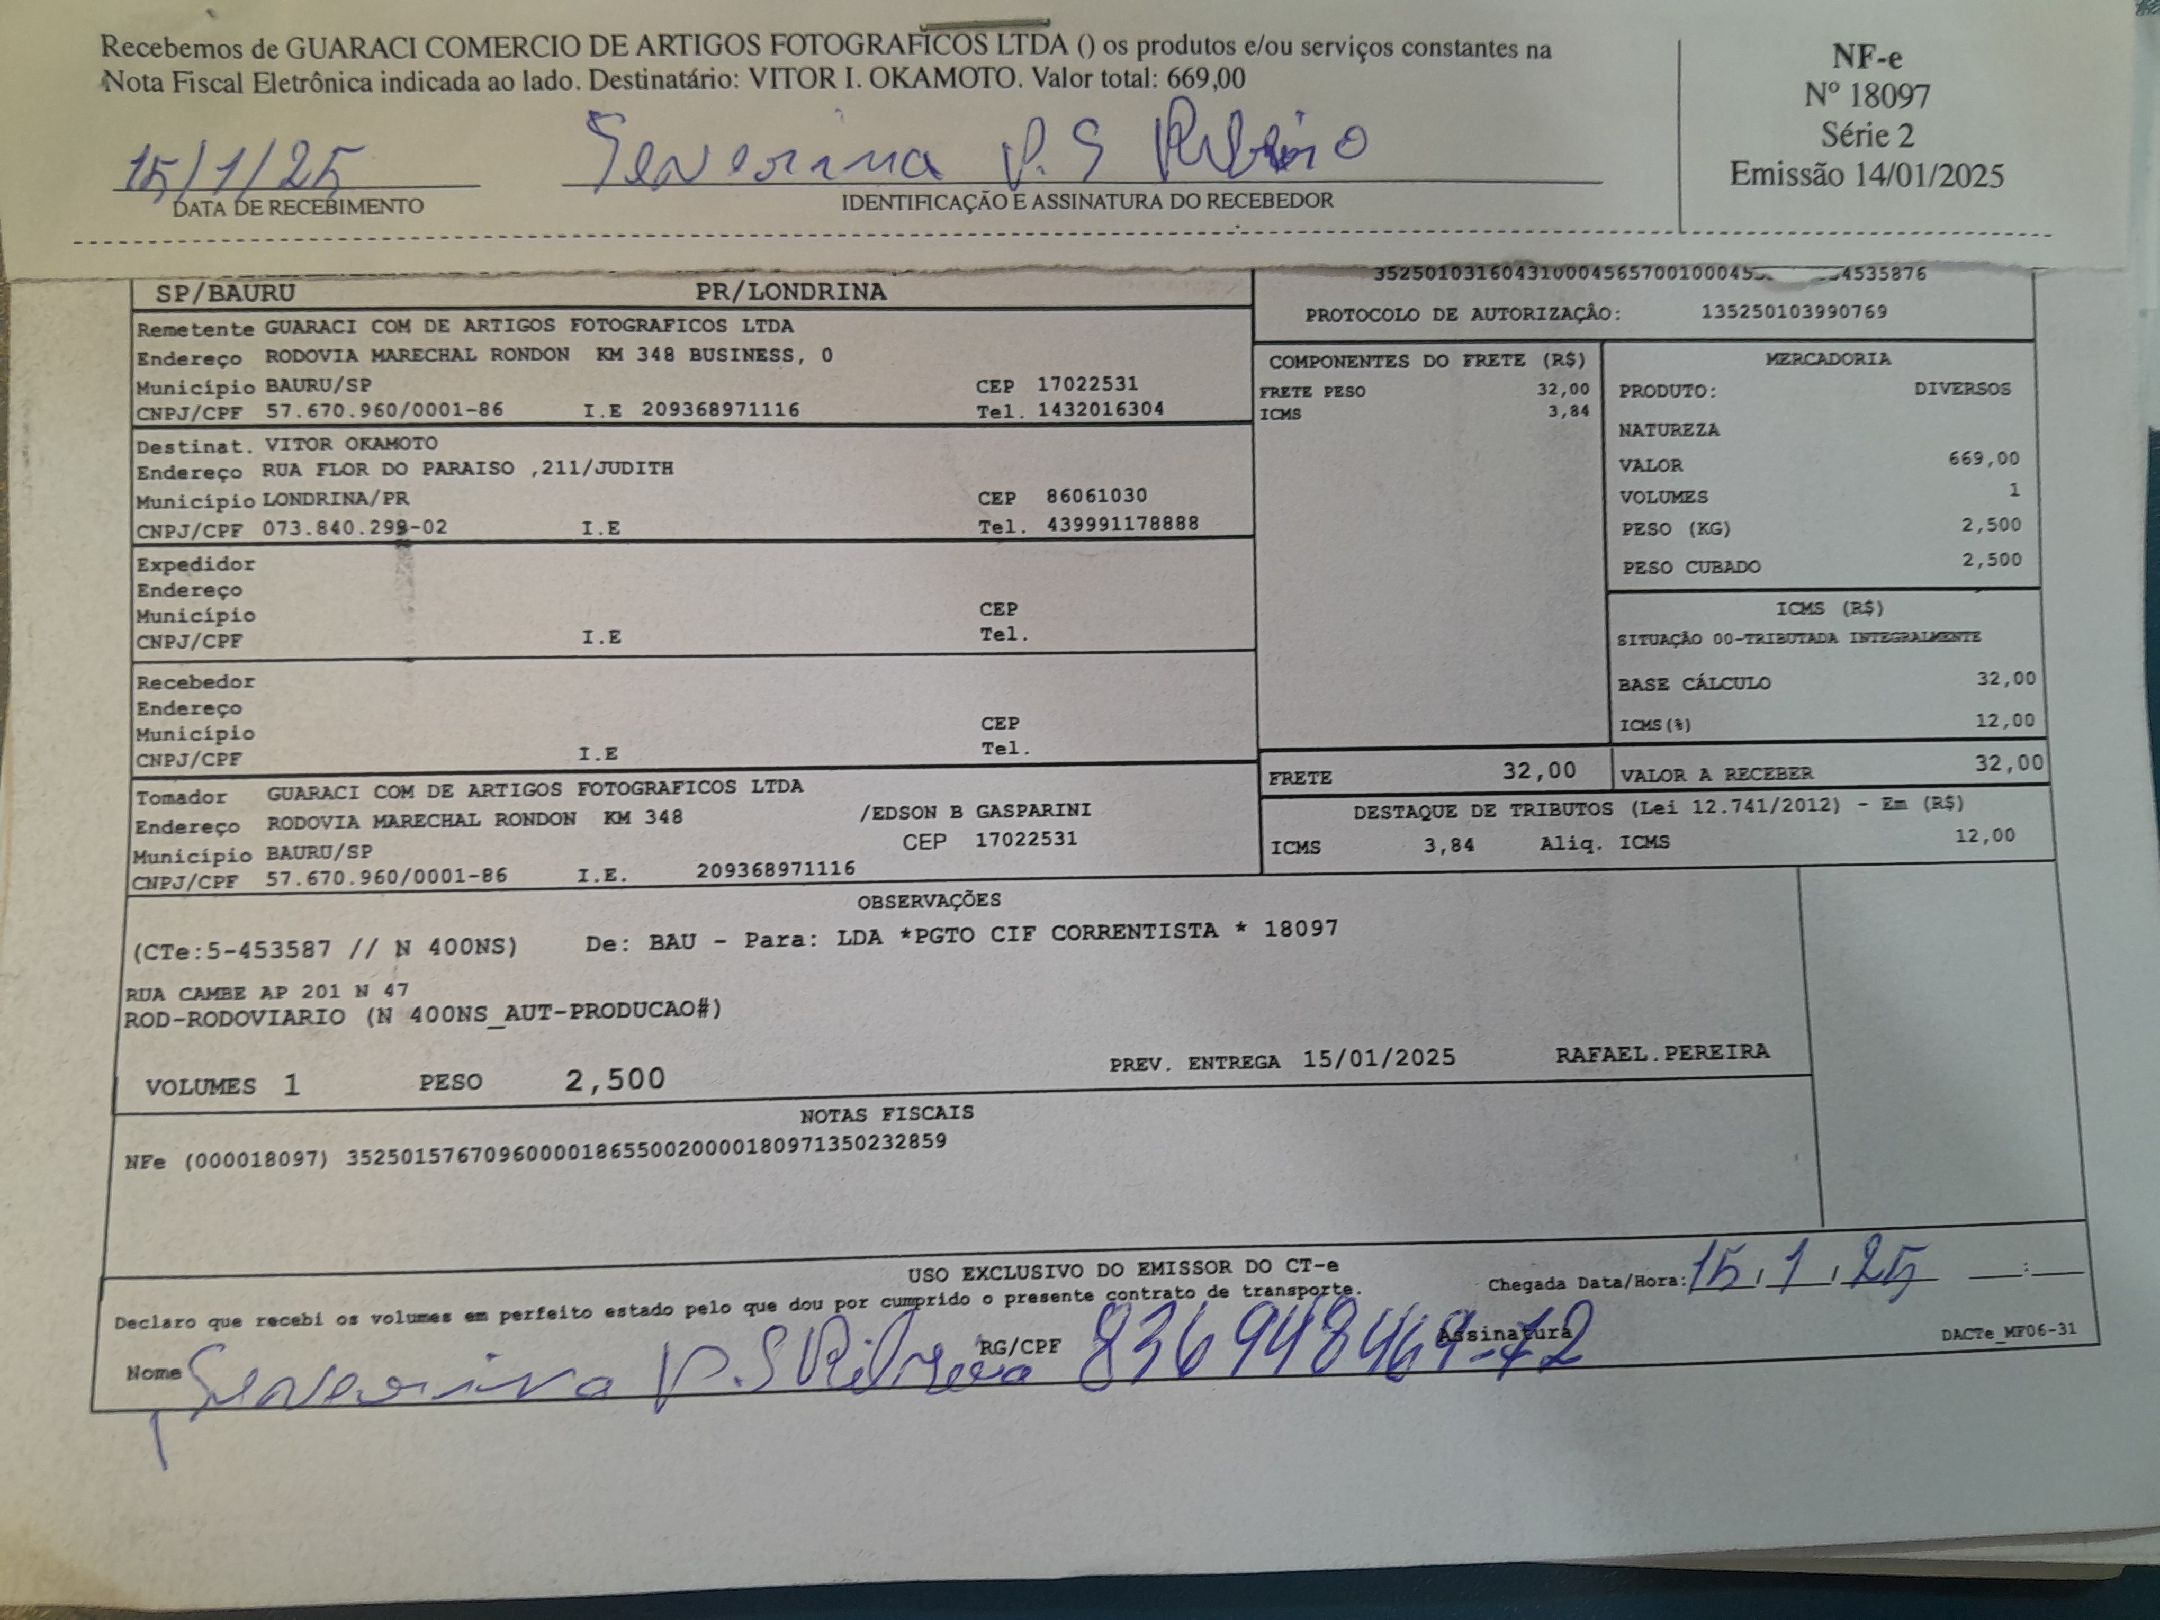 Recebemos de GUARACI COMERCIO DE ARTIGOS FOTOGRAFICOS LTDA () os produtos e/ou serviços constantes na
Nota Fiscal Eletrônica indicada ao lado. Destinatário: VITOR I. OKAMOTO. Valor total: 669,00
15/1/25 Severina P. S Ribeiro
DATA DE RECEBIMENTO IDENTIFICAÇÃO E ASSINATURA DO RECEBEDOR
NF-e
Nº 18097
Série 2
Emissão 14/01/2025
SP/BAURU PR/LONDRINA
Remetente GUARACI COM DE ARTIGOS FOTOGRAFICOS LTDA
Endereço RODOVIA MARECHAL RONDON KM 348 BUSINESS, 0
Município BAURU/SP CEP 17022531
CNPJ/CPF 57.670.960/0001-86 I.E 209368971116 Tel. 1432016304
Destinat. VITOR OKAMOTO
Endereço RUA FLOR DO PARAISO ,211/JUDITH
Município LONDRINA/PR CEP 86061030
CNPJ/CPF 073.840.299-02 I.E Tel. 439991178888
Expedidor
Endereço
Município CEP
CNPJ/CPF I.E Tel.
Recebedor
Endereço
Município CEP
CNPJ/CPF I.E Tel.
Tomador GUARACI COM DE ARTIGOS FOTOGRAFICOS LTDA
Endereço RODOVIA MARECHAL RONDON KM 348 /EDSON B GASPARINI
Município BAURU/SP CEP 17022531
CNPJ/CPF 57.670.960/0001-86 I.E. 209368971116
PROTOCOLO DE AUTORIZAÇÃO: 135250103990769
COMPONENTES DO FRETE (R$)
FRETE PESO 32,00
ICMS 3,84
MERCADORIA
PRODUTO: DIVERSOS
NATUREZA
VALOR 669,00
VOLUMES 1
PESO (KG) 2,500
PESO CUBADO 2,500
ICMS (R$)
SITUAÇÃO 00-TRIBUTADA INTEGRALMENTE
BASE CÁLCULO 32,00
ICMS(%) 12,00
FRETE 32,00 VALOR A RECEBER 32,00
DESTAQUE DE TRIBUTOS (Lei 12.741/2012) - Em (R$)
ICMS 3,84 Aliq. ICMS 12,00
OBSERVAÇÕES
(CTe:5-453587 // N 400NS) De: BAU - Para: LDA *PGTO CIF CORRENTISTA * 18097
RUA CAMBE AP 201 N 47
ROD-RODOVIARIO (N 400NS_AUT-PRODUCAO#)
VOLUMES 1 PESO 2,500 PREV. ENTREGA 15/01/2025 RAFAEL.PEREIRA
NOTAS FISCAIS
NFe (000018097) 35250157670960000186550020000180971350232859
USO EXCLUSIVO DO EMISSOR DO CT-e
Chegada Data/Hora: 15, 1, 25 :
Declaro que recebi os volumes em perfeito estado pelo que dou por cumprido o presente contrato de transporte.
Nome Severina P. S Ribeiro RG/CPF 836948469-72 Assinatura DACTe_MF06-31